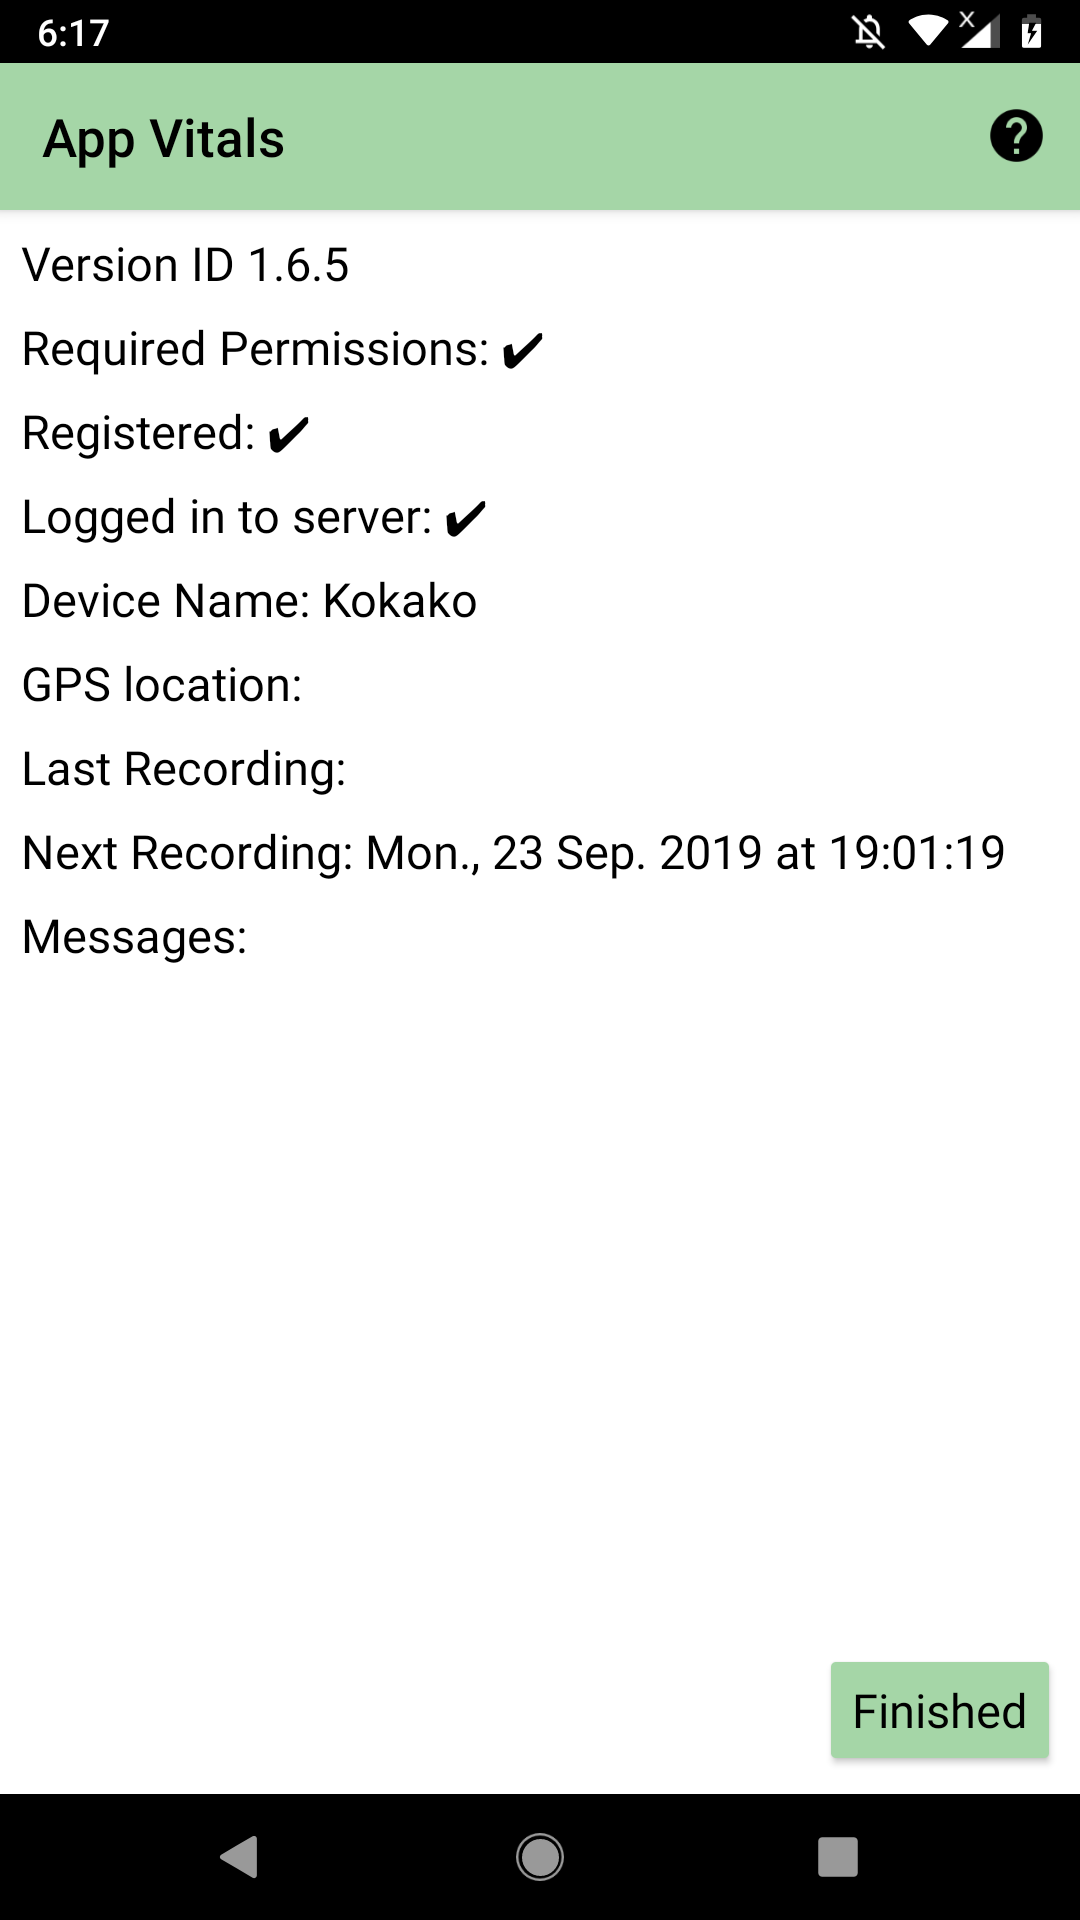 6:17
App Vitals
Version ID 1.6.5
Required Permissions: ✔
Registered: ✔
Logged in to server: ✔
Device Name: Kokako
GPS location:
Last Recording:
Next Recording: Mon., 23 Sep. 2019 at 19:01:19
Messages:
Finished